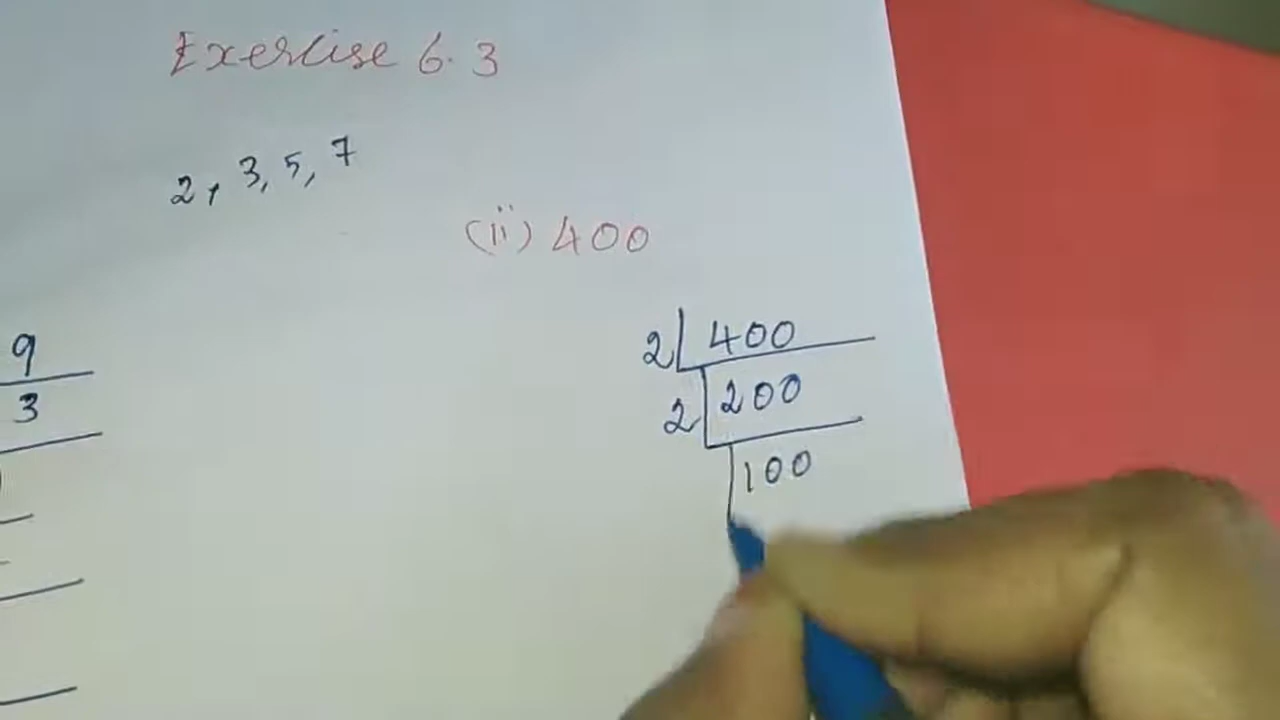 Exercise 6.3
2, 3, 5, 7
(ii) 400
9
3
2 400
2 200
100